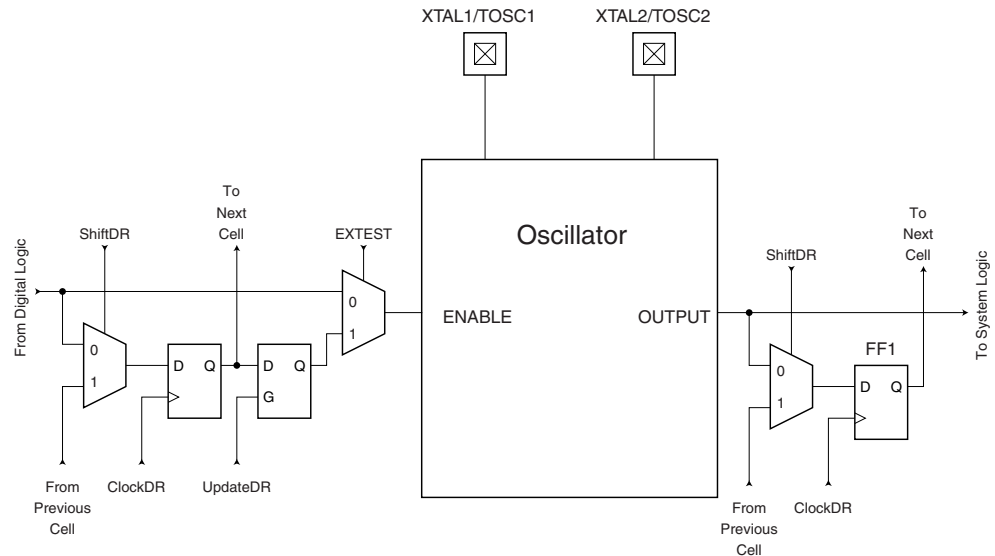 XTAL1/TOSC1
XTAL2/TOSC2
To
Next
Cell
From Digital Logic
ShiftDR
EXTEST
Oscillator
To
Next
Cell
ShiftDR
To System Logic
0
1
0
1
ENABLE
OUTPUT
D
Q
D
Q
G
FF1
0
1
D
Q
From
Previous
Cell
ClockDR
UpdateDR
From
Previous
Cell
ClockDR